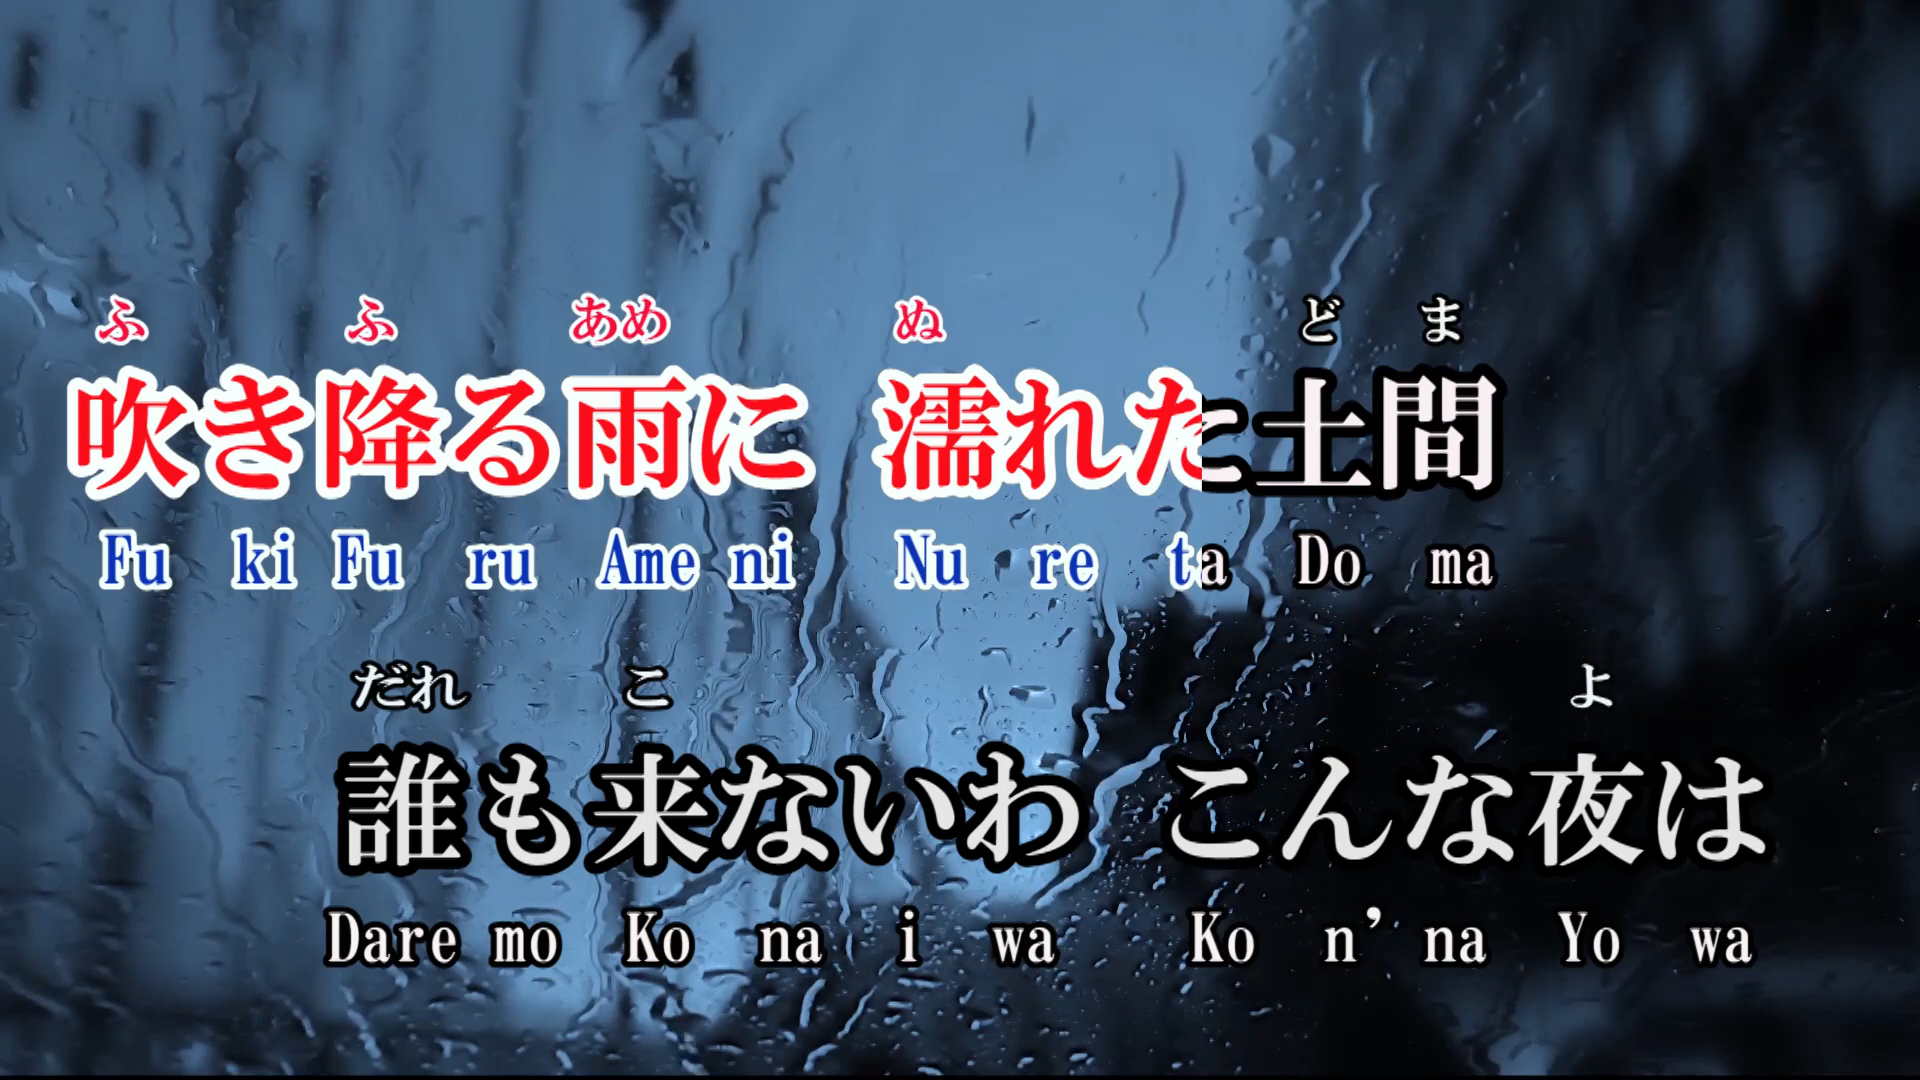 ふ ふ あめ ぬ ど ま
吹き降る雨に 濡れた土間
Fu ki Fu ru Ame ni Nu re ta Do ma
だれ こ よ
誰も来ないわ こんな夜は
Dare mo Ko na i wa Ko n’ na Yo wa